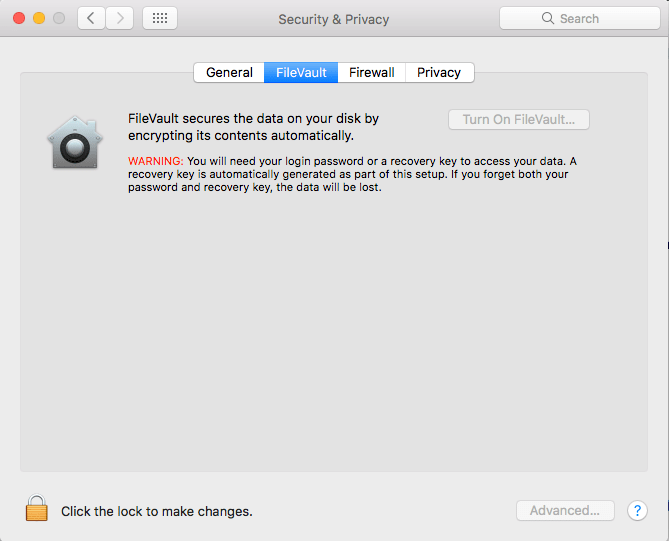 Security & Privacy
Search
General FileVault Firewall Privacy
FileVault secures the data on your disk by
encrypting its contents automatically.
Turn On FileVault...
WARNING: You will need your login password or a recovery key to access your data. A
recovery key is automatically generated as part of this setup. If you forget both your
password and recovery key, the data will be lost.
Click the lock to make changes.
Advanced...
?